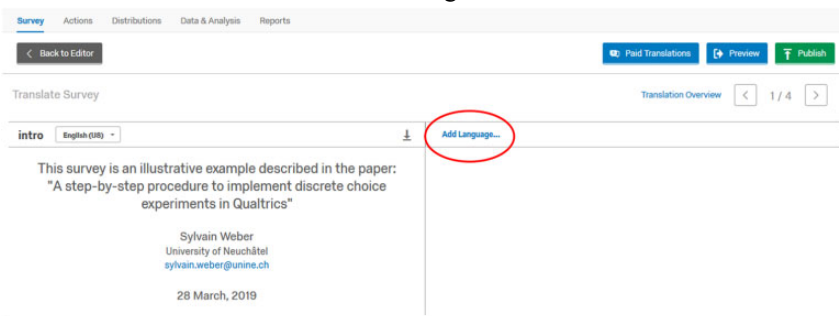 Survey Actions Distributions Data & Analysis Reports
< Back to Editor Paid Translations Preview Publish
Translate Survey Translation Overview < 1 / 4 >
intro English (US) Add Language...
This survey is an illustrative example described in the paper:
"A step-by-step procedure to implement discrete choice
experiments in Qualtrics"
Sylvain Weber
University of Neuchâtel
sylvain.weber@unine.ch
28 March, 2019